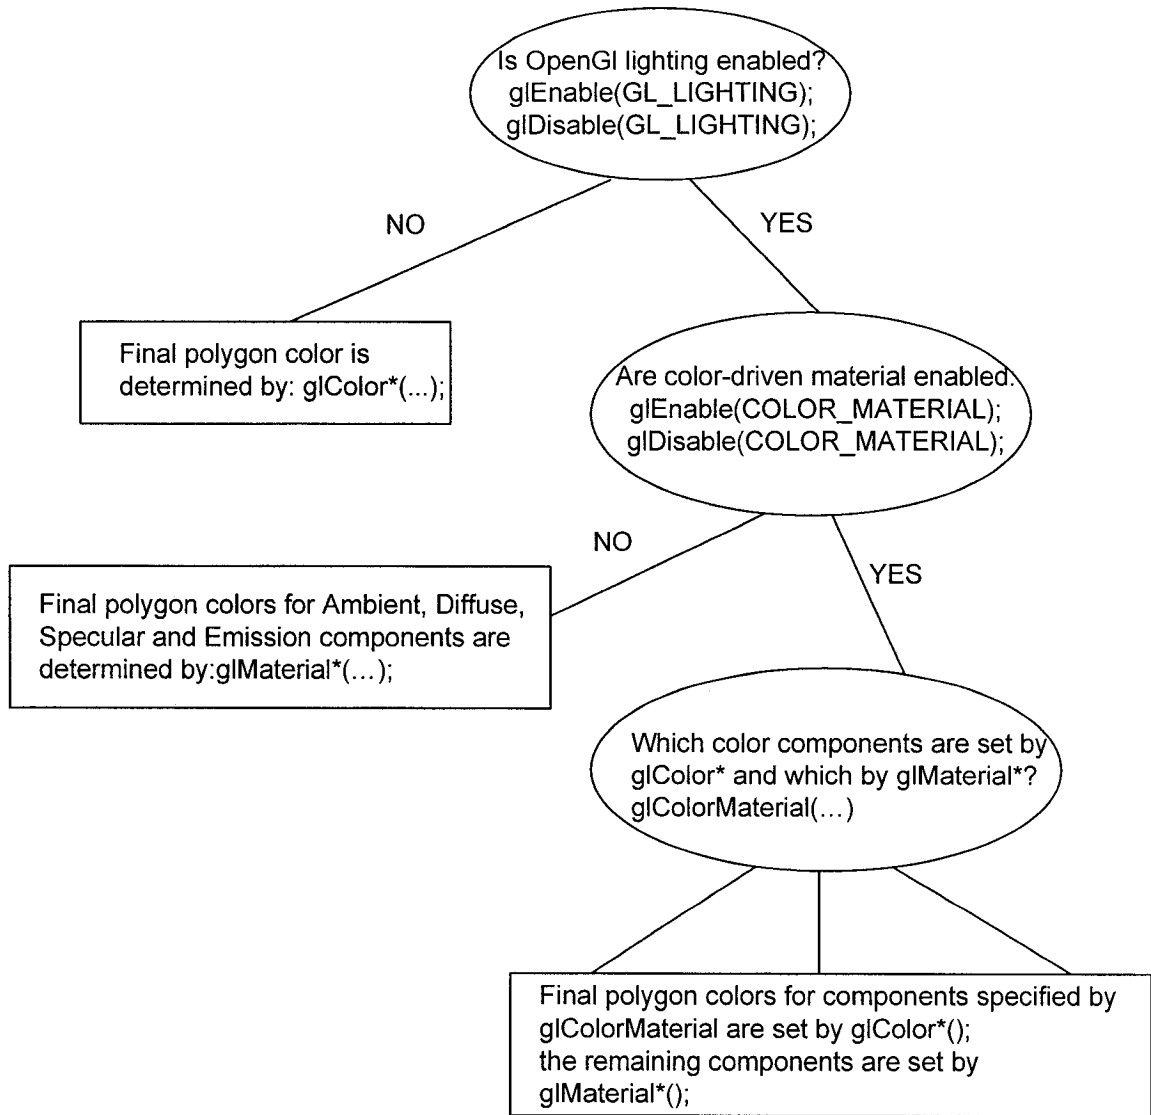 Is OpenGl lighting enabled?
glEnable(GL_LIGHTING);
glDisable(GL_LIGHTING);
NO
YES
Final polygon color is
determined by: glColor*(...);
Are color-driven material enabled.
glEnable(COLOR_MATERIAL);
glDisable(COLOR_MATERIAL);
NO
YES
Final polygon colors for Ambient, Diffuse,
Specular and Emission components are
determined by:glMaterial*(...);
Which color components are set by
glColor* and which by glMaterial*?
glColorMaterial(...)
Final polygon colors for components specified by
glColorMaterial are set by glColor*();
the remaining components are set by
glMaterial*();